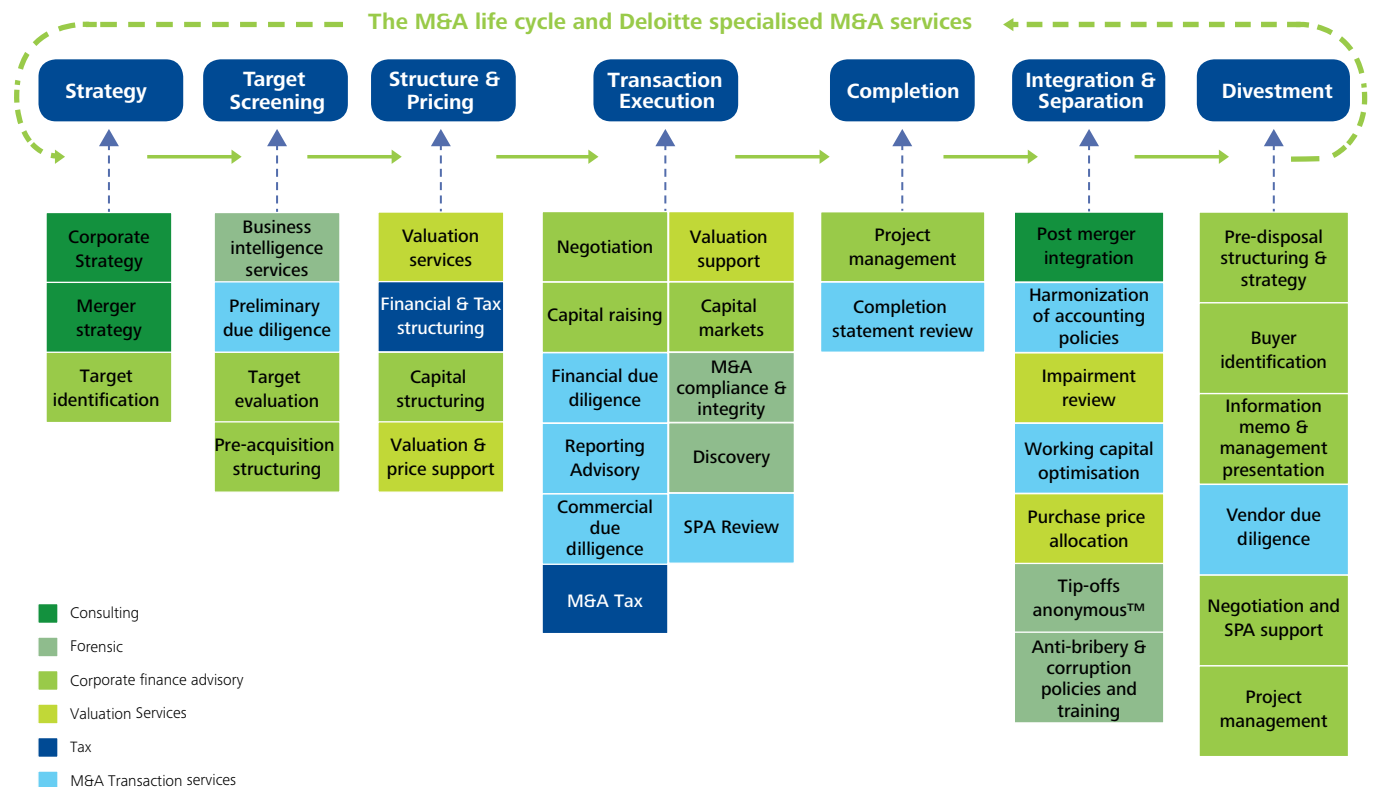 The M&A life cycle and Deloitte specialised M&A services
Strategy
Target
Screening
Structure &
Pricing
Transaction
Execution
Completion
Integration &
Separation
Divestment
Corporate
Strategy
Merger
strategy
Target
identification
Business
intelligence
services
Preliminary
due diligence
Target
evaluation
Pre-acquisition
structuring
Valuation
services
Financial & Tax
structuring
Capital
structuring
Valuation &
price support
Negotiation
Capital raising
Financial due
diligence
Reporting
Advisory
Commercial
due
dilligence
M&A Tax
Valuation
support
Capital
markets
M&A
compliance &
integrity
Discovery
SPA Review
Project
management
Completion
statement review
Post merger
integration
Harmonization
of accounting
policies
Impairment
review
Working capital
optimisation
Purchase price
allocation
Tip-offs
anonymous™
Anti-bribery &
corruption
policies and
training
Pre-disposal
structuring &
strategy
Buyer
identification
Information
memo &
management
presentation
Vendor due
diligence
Negotiation and
SPA support
Project
management
Consulting
Forensic
Corporate finance advisory
Valuation Services
Tax
M&A Transaction services